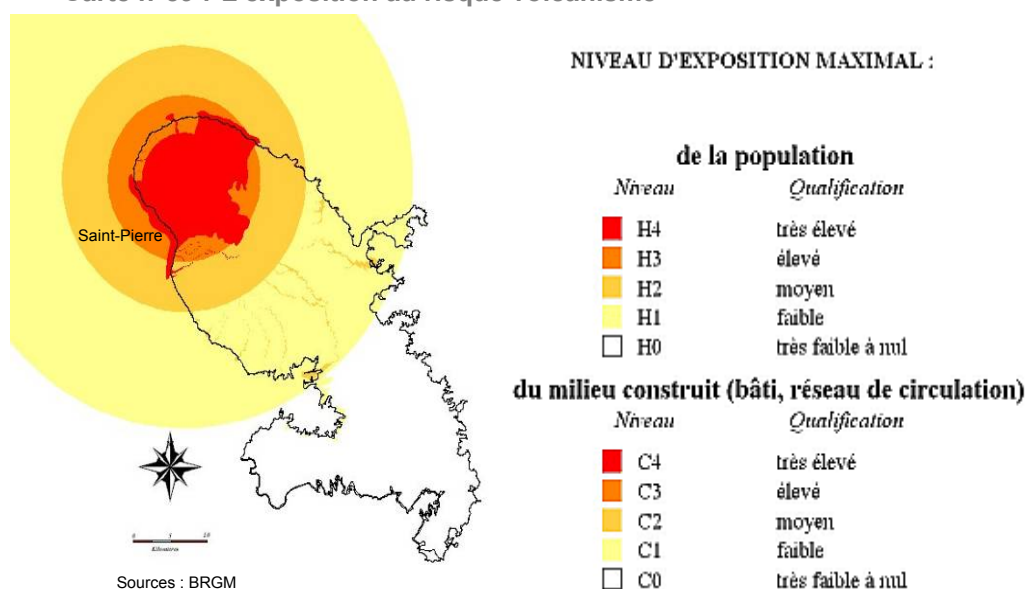 NIVEAU D'EXPOSITION MAXIMAL :
de la population
Niveau Qualification
H4 très élevé
H3 élevé
H2 moyen
H1 faible
H0 très faible à nul
du milieu construit (bâti, réseau de circulation)
Niveau Qualification
C4 très élevé
C3 élevé
C2 moyen
C1 faible
C0 très faible à nul
Saint-Pierre
Sources : BRGM